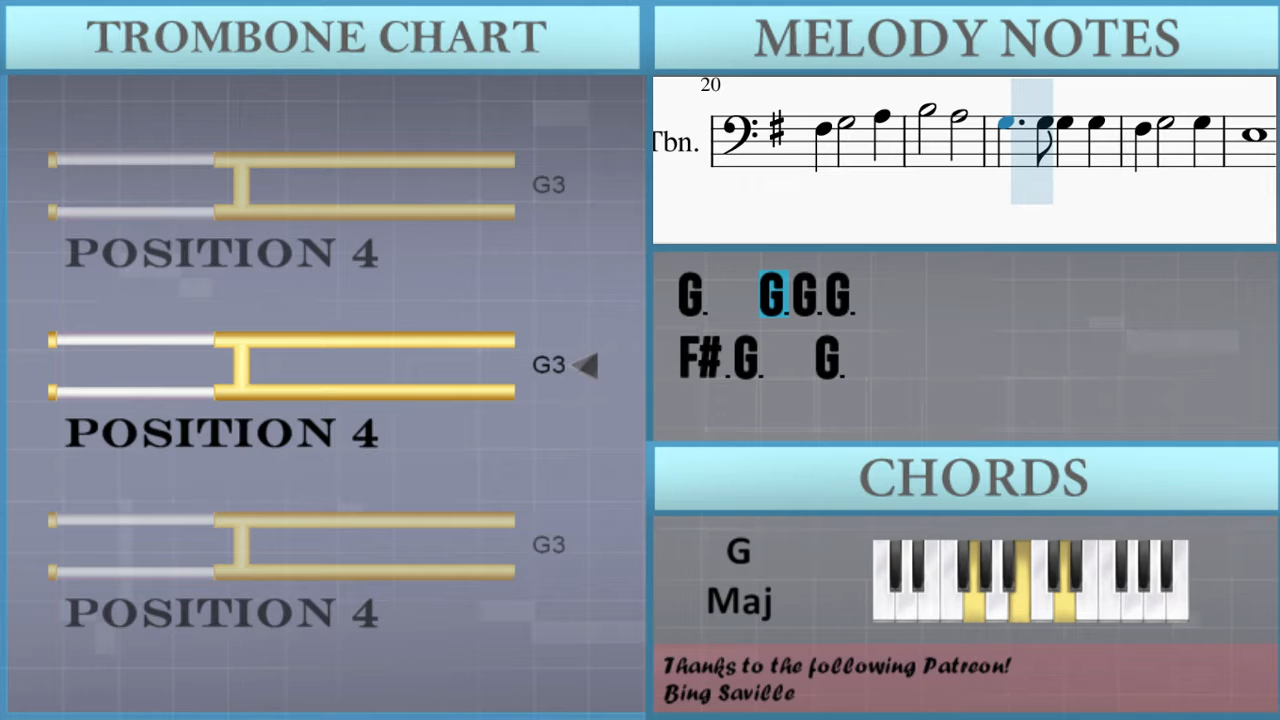 TROMBONE CHART
G3
POSITION 4
G3
POSITION 4
G3
POSITION 4
MELODY NOTES
20
Tbn.
G. G.G.G.
F#.G. G.
CHORDS
G
Maj
Thanks to the following Patreon!
Bing Saville